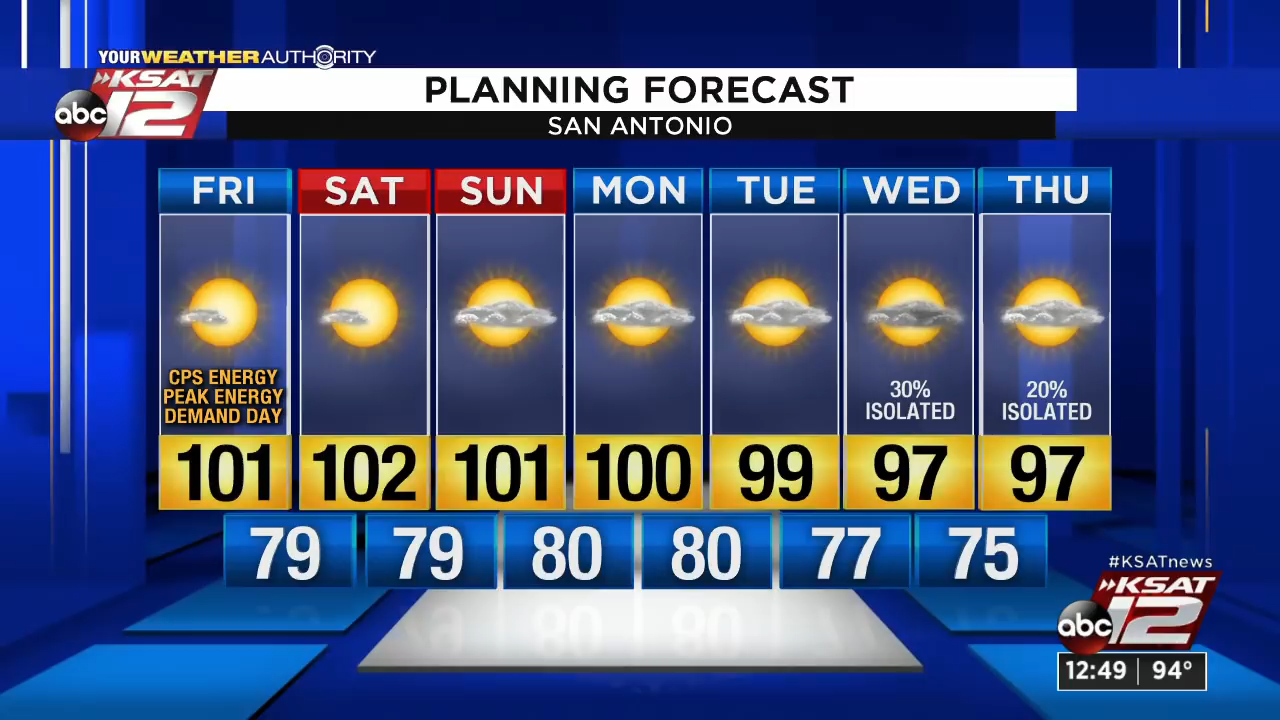 YOURWEATHERAUTHORITY
KSAT
abc 12
PLANNING FORECAST
SAN ANTONIO
FRI SAT SUN MON TUE WED THU
CPS ENERGY
PEAK ENERGY
DEMAND DAY
30%
ISOLATED
20%
ISOLATED
101 102 101 100 99 97 97
79 79 80 80 77 75
#KSATnews
KSAT
abc 12
12:49 94°